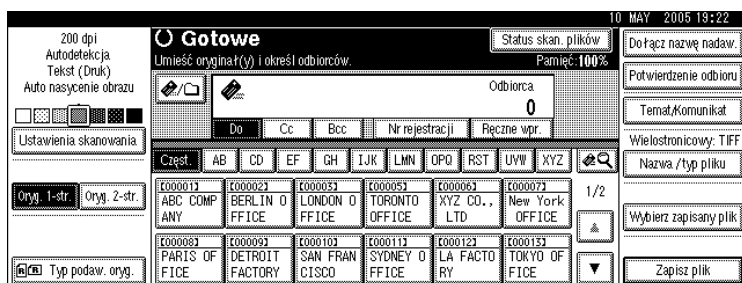 10 MAY 2005 19:22
200 dpi
Autodetekcja
Tekst (Druk)
Auto nasycenie obrazu
Ustawienia skanowania
Oryg. 1-str. Oryg. 2-str.
Typ podaw. oryg.
Gotowe
Status skan. plików
Umieść oryginał(y) i określ odbiorców.
Pamięć:100%
Odbiorca
0
Do Cc Bcc Nr rejestracji Ręczne wpr.
Częst. AB CD EF GH IJK LMN OPQ RST UVW XYZ
[00001] [00002] [00003] [00005] [00006] [00007]
ABC COMP BERLIN O LONDON O TORONTO XYZ CO., New York
ANY FFICE FFICE OFFICE LTD OFFICE
1/2
[00008] [00009] [00010] [00011] [00012] [00013]
PARIS OF DETROIT SAN FRAN SYDNEY O LA FACTO TOKYO OF
FICE FACTORY CISCO FFICE RY FICE
Dołącz nazwę nadaw.
Potwierdzenie odbioru
Temat/Komunikat
Wielostronicowy: TIFF
Nazwa /typ pliku
Wybierz zapisany plik
Zapisz plik